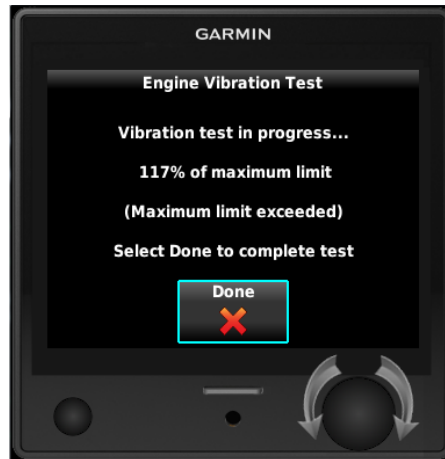 GARMIN
Engine Vibration Test
Vibration test in progress...
117% of maximum limit
(Maximum limit exceeded)
Select Done to complete test
Done